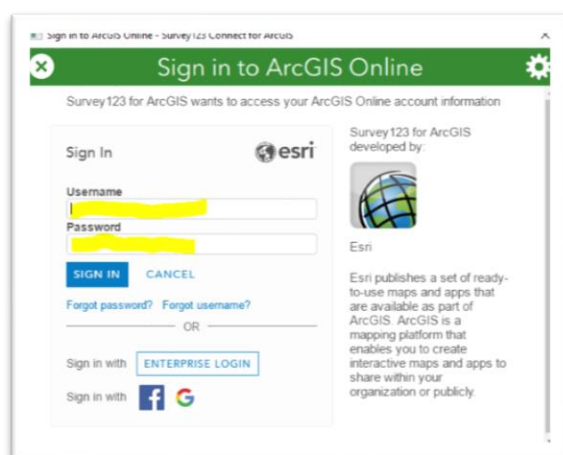 Sign in to ArcGIS Online - Survey123 Connect for ArcGIS
Sign in to ArcGIS Online
Survey123 for ArcGIS wants to access your ArcGIS Online account information
Sign In
esri
Username
Password
SIGN IN CANCEL
Forgot password? Forgot username?
OR
Sign in with ENTERPRISE LOGIN
Sign in with f G
Survey123 for ArcGIS
developed by:
Esri
Esri publishes a set of ready-
to-use maps and apps that
are available as part of
ArcGIS. ArcGIS is a
mapping platform that
enables you to create
interactive maps and apps to
share within your
organization or publicly.